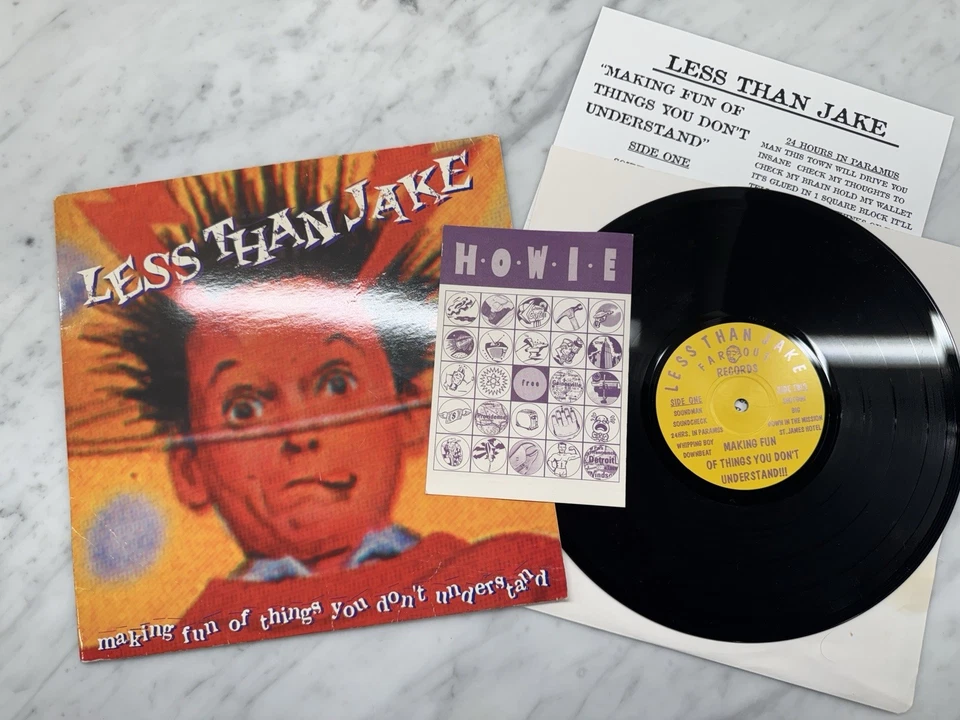 LESS THAN JAKE
making fun of things you don't understand
H·O·W·I·E
free
Detroit
LESS THAN JAKE
"MAKING FUN OF
THINGS YOU DON'T
UNDERSTAND"
SIDE ONE
24 HOURS IN PARAMUS
MAN THIS TOWN WILL DRIVE YOU
INSANE CHECK MY THOUGHTS TO
CHECK MY BRAIN HOLD MY WALLET
IT'S GLUED IN 1 SQUARE BLOCK IT'LL
LESS THAN JAKE
FAR OUT
RECORDS
SIDE ONE
SOUNDMAN
SOUNDCHECK
24HRS. IN PARAMUS
WHIPPING BOY
DOWNBEAT
BIG
DOWN IN THE MISSION
ST. JAMES HOTEL
MAKING FUN
OF THINGS YOU DON'T
UNDERSTAND!!!